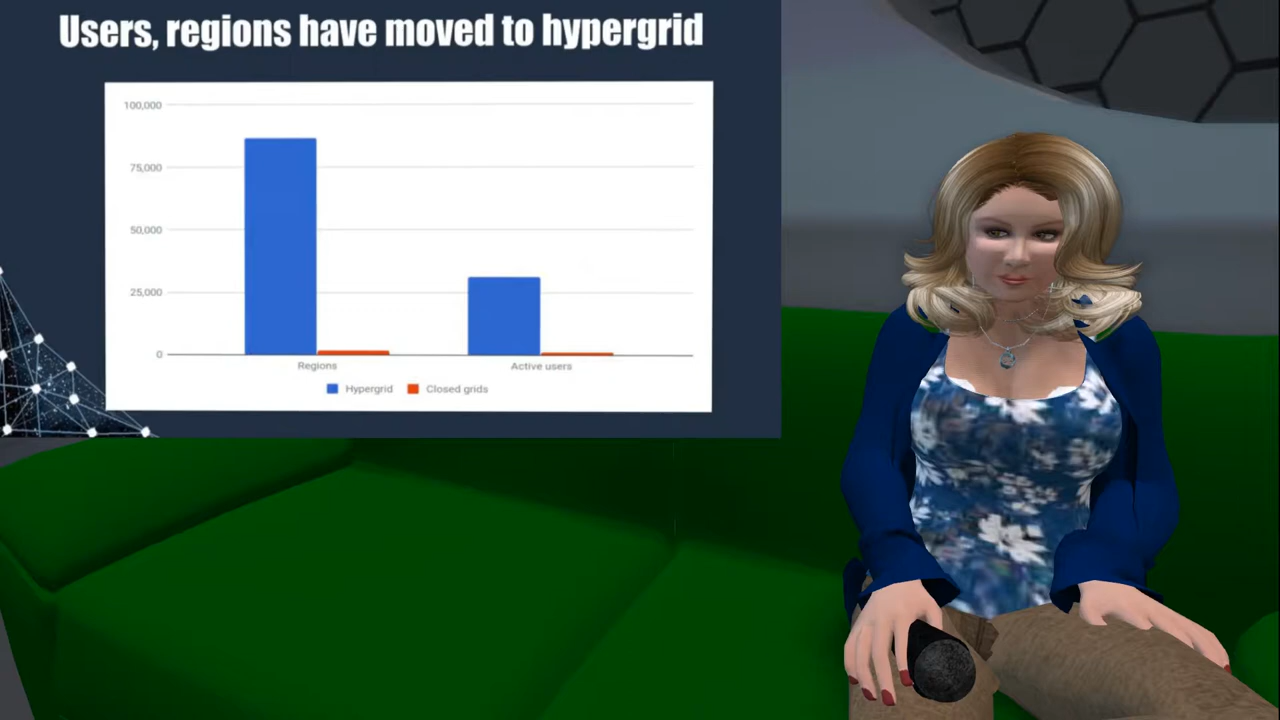 Users, regions have moved to hypergrid
100,000
75,000
50,000
25,000
0
Regions
Active users
Hypergrid
Closed grids